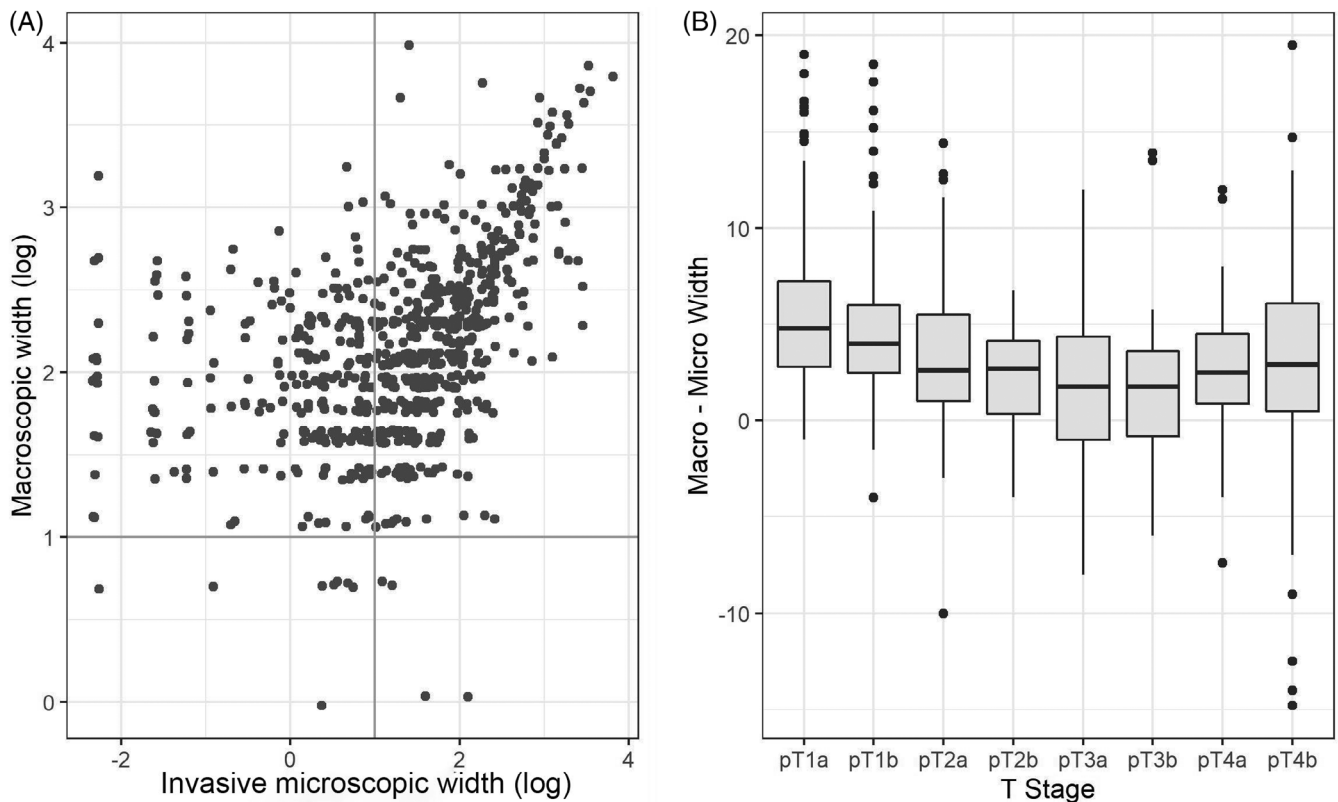 (A)
Macroscopic width (log)
4
3
2
1
0
-2 0 2 4
Invasive microscopic width (log)
(B)
Macro - Micro Width
20
10
0
-10
pT1a pT1b pT2a pT2b pT3a pT3b pT4a pT4b
T Stage